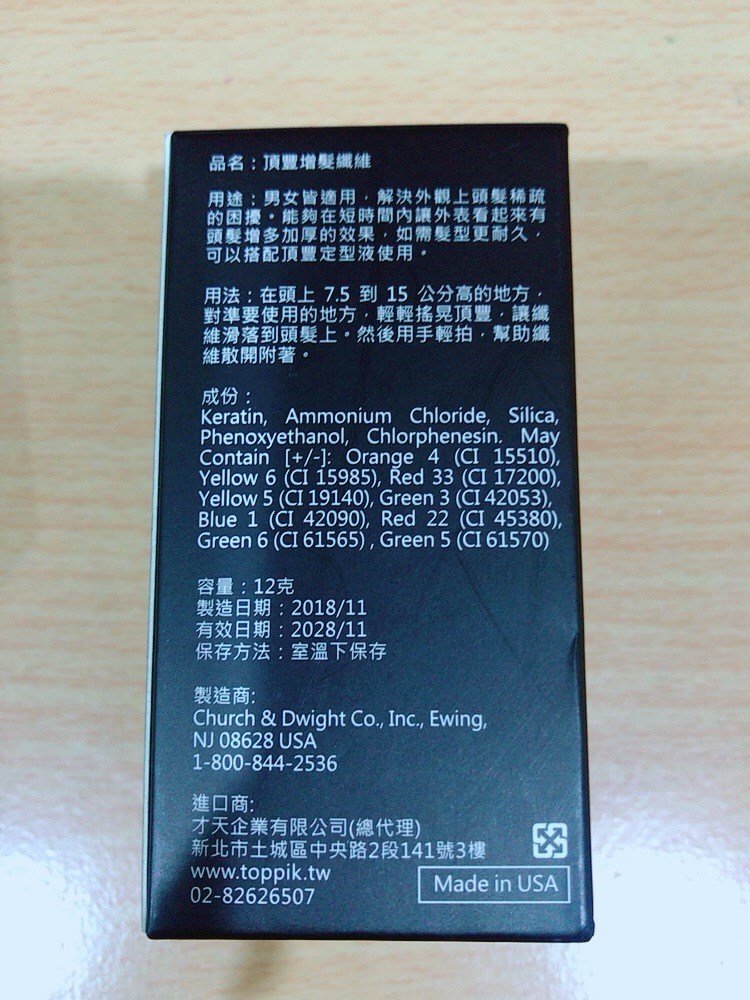 品名：頂豐增髮纖維
用途：男女皆適用，解決外觀上頭髮稀疏
的困擾。能夠在短時間內讓外表看起來有
頭髮增多加厚的效果，如需髮型更耐久，
可以搭配頂豐定型液使用。
用法：在頭上 7.5 到 15 公分高的地方，
對準要使用的地方，輕輕搖晃頂豐，讓纖
維滑落到頭髮上。然後用手輕拍，幫助纖
維散開附著。
成份：
Keratin, Ammonium Chloride, Silica,
Phenoxyethanol, Chlorphenesin. May
Contain [+/-]: Orange 4 (CI 15510),
Yellow 6 (CI 15985), Red 33 (CI 17200),
Yellow 5 (CI 19140), Green 3 (CI 42053),
Blue 1 (CI 42090), Red 22 (CI 45380),
Green 6 (CI 61565) , Green 5 (CI 61570)
容量：12克
製造日期：2018/11
有效日期：2028/11
保存方法：室溫下保存
製造商:
Church & Dwight Co., Inc., Ewing,
NJ 08628 USA
1-800-844-2536
進口商:
才天企業有限公司(總代理)
新北市土城區中央路2段141號3樓
www.toppik.tw
02-82626507
Made in USA